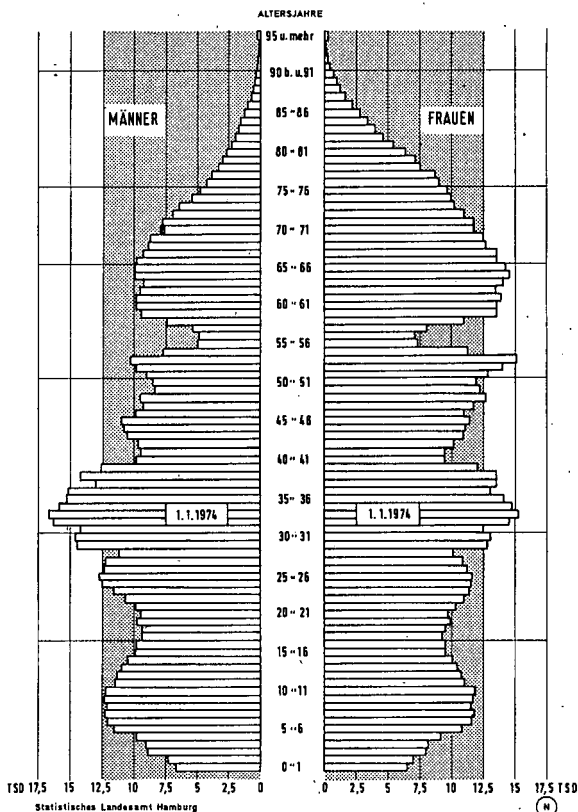 ALTERSJAHRE
95 u. mehr
90 b. u. 91
MÄNNER
85 " 86
FRAUEN
80 " 81
75 " 76
70 " 71
65 " 66
60 " 61
55 " 56
50 " 51
45 " 46
40 " 41
35 " 36
1.1.1974
1.1.1974
30 " 31
25 " 26
20 " 21
15 " 16
10 " 11
5 " 6
0 " 1
TSD 17,5 15 12,5 10 7,5 5 2,5 0 0 2,5 5 7,5 10 12,5 15 17,5 TSD
Statistisches Landesamt Hamburg
N